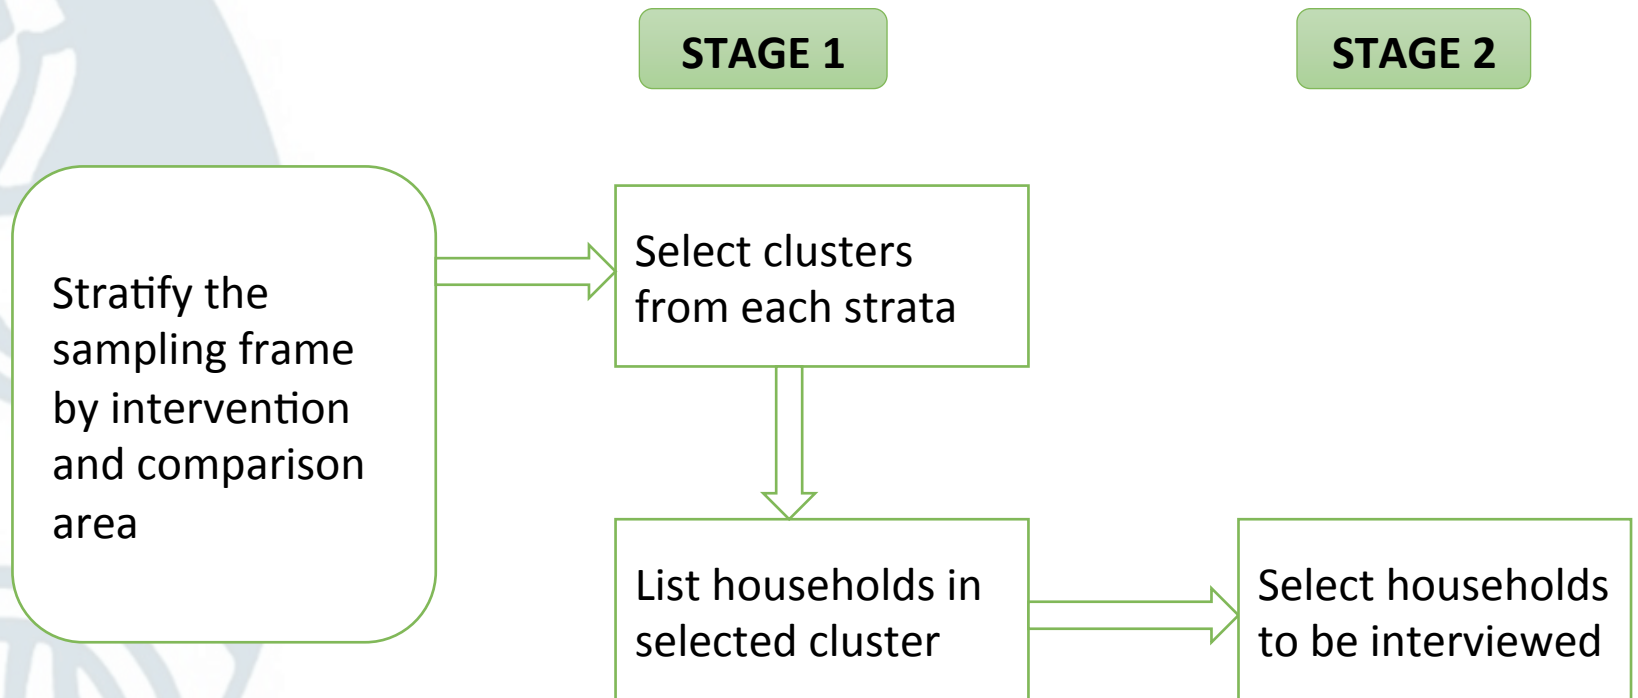 STAGE 1
STAGE 2
Stratify the
sampling frame
by intervention
and comparison
area
Select clusters
from each strata
List households in
selected cluster
Select households
to be interviewed